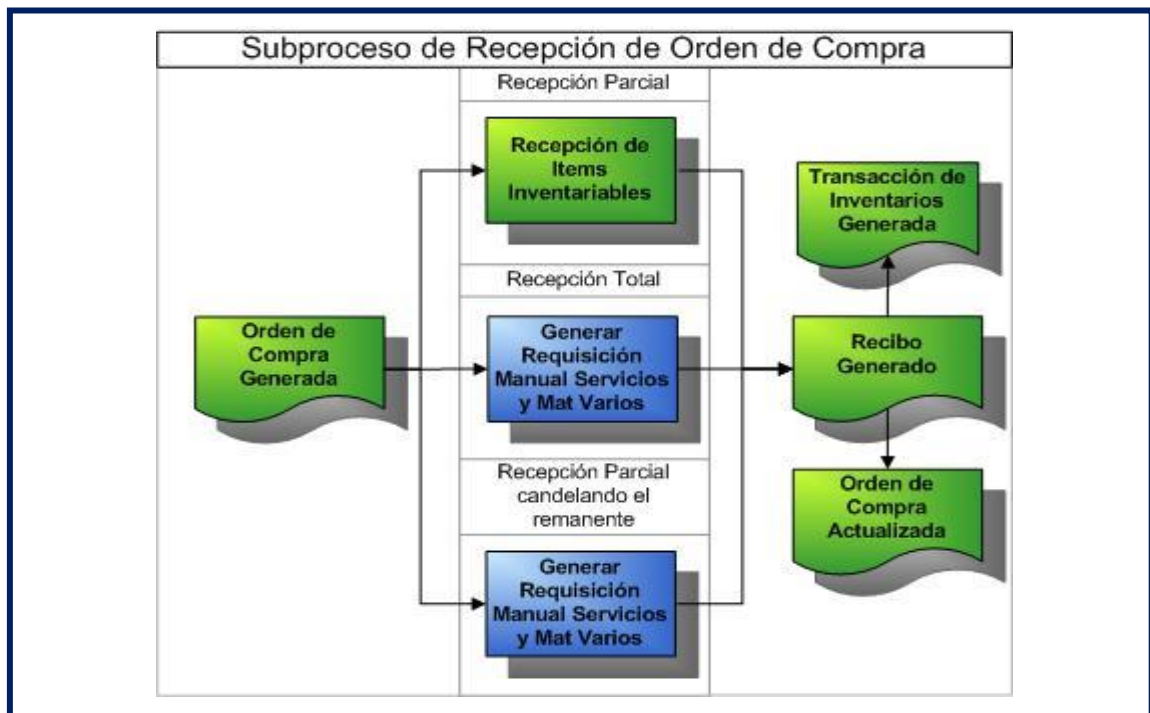 Subproceso de Recepción de Orden de Compra
Recepción Parcial
Recepción de
Items
Inventariables
Recepción Total
Generar
Requisición
Manual Servicios
y Mat Varios
Recepción Parcial
candelando el
remanente
Generar
Requisición
Manual Servicios
y Mat Varios
Orden de
Compra
Generada
Transacción de
Inventarios
Generada
Recibo
Generado
Orden de
Compra
Actualizada